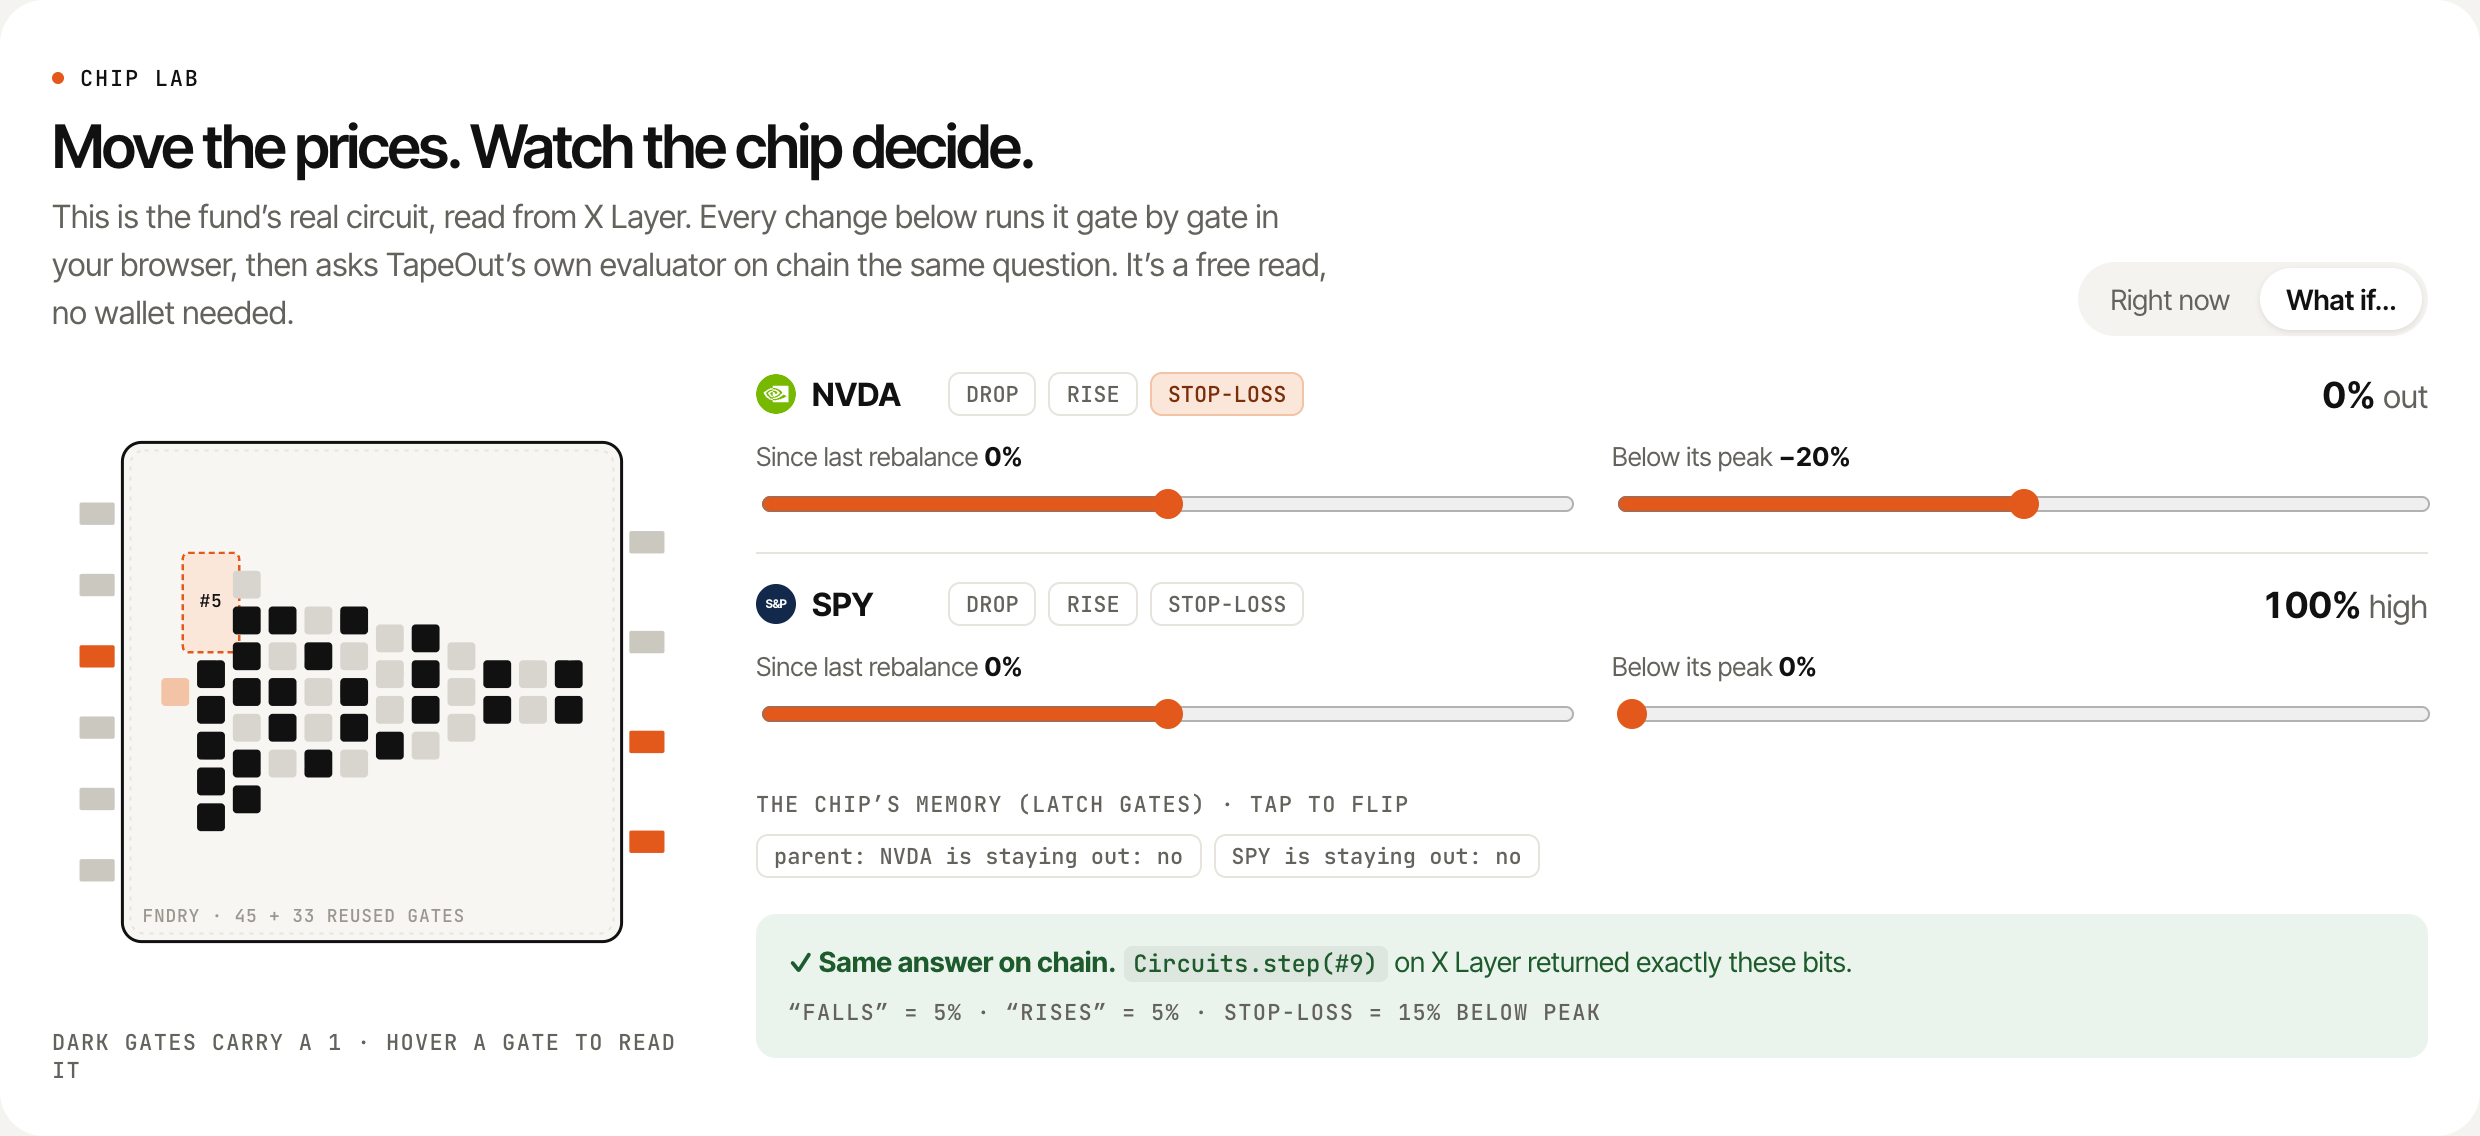 CHIP LAB
Move the prices. Watch the chip decide.
This is the fund’s real circuit, read from X Layer. Every change below runs it gate by gate in
your browser, then asks TapeOut’s own evaluator on chain the same question. It’s a free read,
no wallet needed.
Right now What if...
NVDA DROP RISE STOP-LOSS 0% out
Since last rebalance 0% Below its peak −20%
S&P SPY DROP RISE STOP-LOSS 100% high
Since last rebalance 0% Below its peak 0%
THE CHIP’S MEMORY (LATCH GATES) · TAP TO FLIP
parent: NVDA is staying out: no SPY is staying out: no
✓ Same answer on chain. Circuits.step(#9) on X Layer returned exactly these bits.
“FALLS” = 5% · “RISES” = 5% · STOP-LOSS = 15% BELOW PEAK
#5
FNDRY · 45 + 33 REUSED GATES
DARK GATES CARRY A 1 · HOVER A GATE TO READ
IT